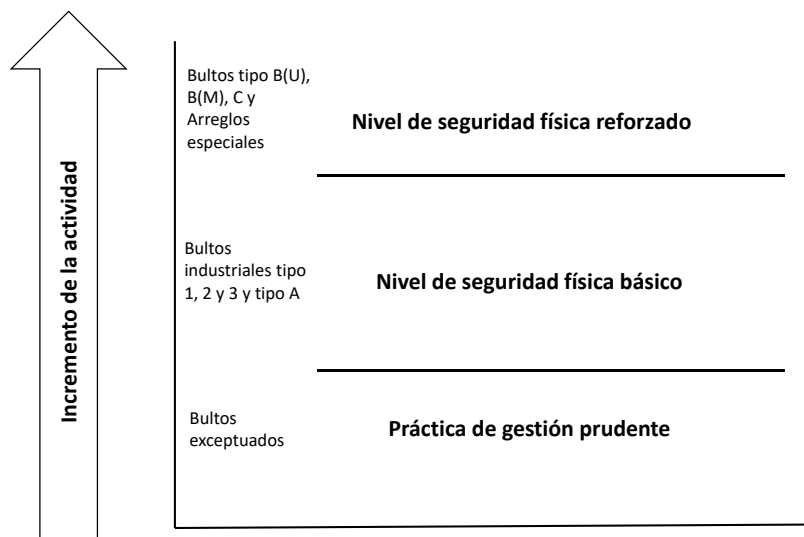 Incremento de la actividad
Bultos tipo B(U),
B(M), C y
Arreglos
especiales
Nivel de seguridad física reforzado
Bultos
industriales tipo
1, 2 y 3 y tipo A
Nivel de seguridad física básico
Bultos
exceptuados
Práctica de gestión prudente